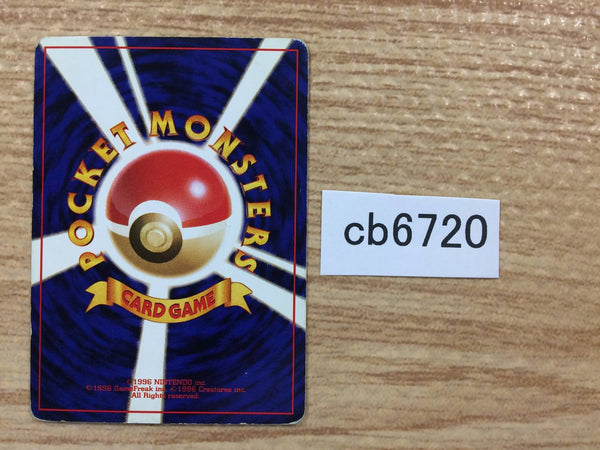 POCKET MONSTERS
CARD GAME
©1996 NINTENDO inc.
©1996 GameFreak inc. ©1996 Creatures inc.
All Rights reserved
cb6720